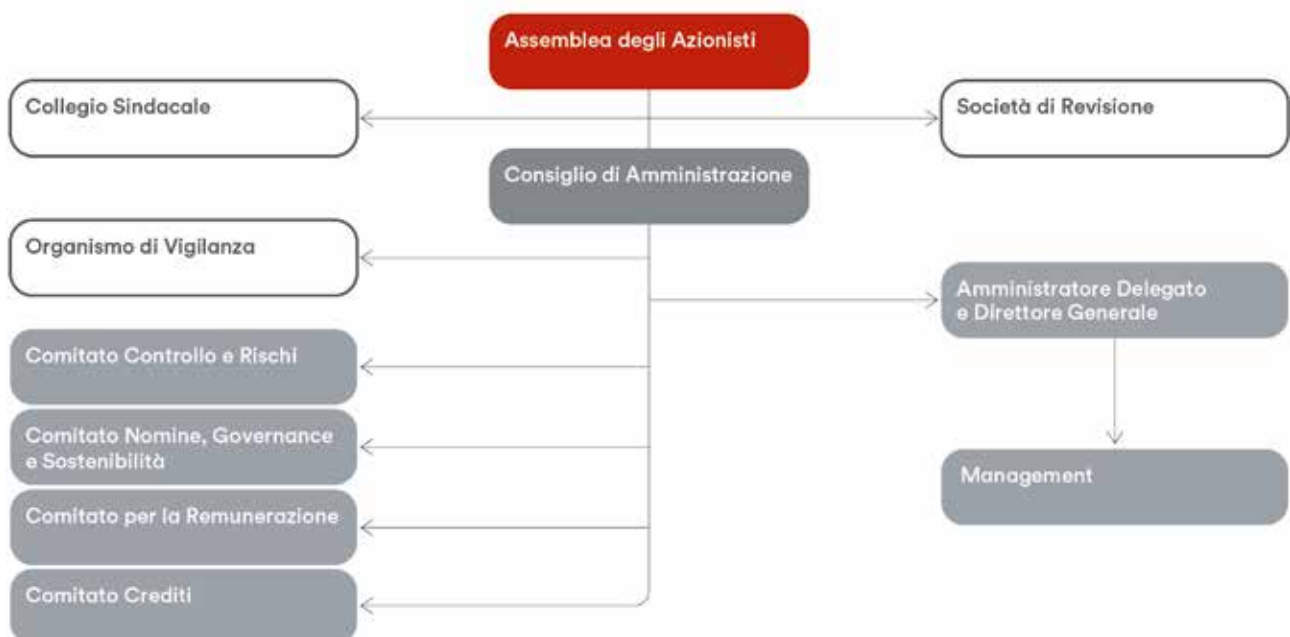 Assemblea degli Azionisti
Collegio Sindacale
Società di Revisione
Consiglio di Amministrazione
Organismo di Vigilanza
Amministratore Delegato
e Direttore Generale
Comitato Controllo e Rischi
Comitato Nomine, Governance
e Sostenibilità
Management
Comitato per la Remunerazione
Comitato Crediti